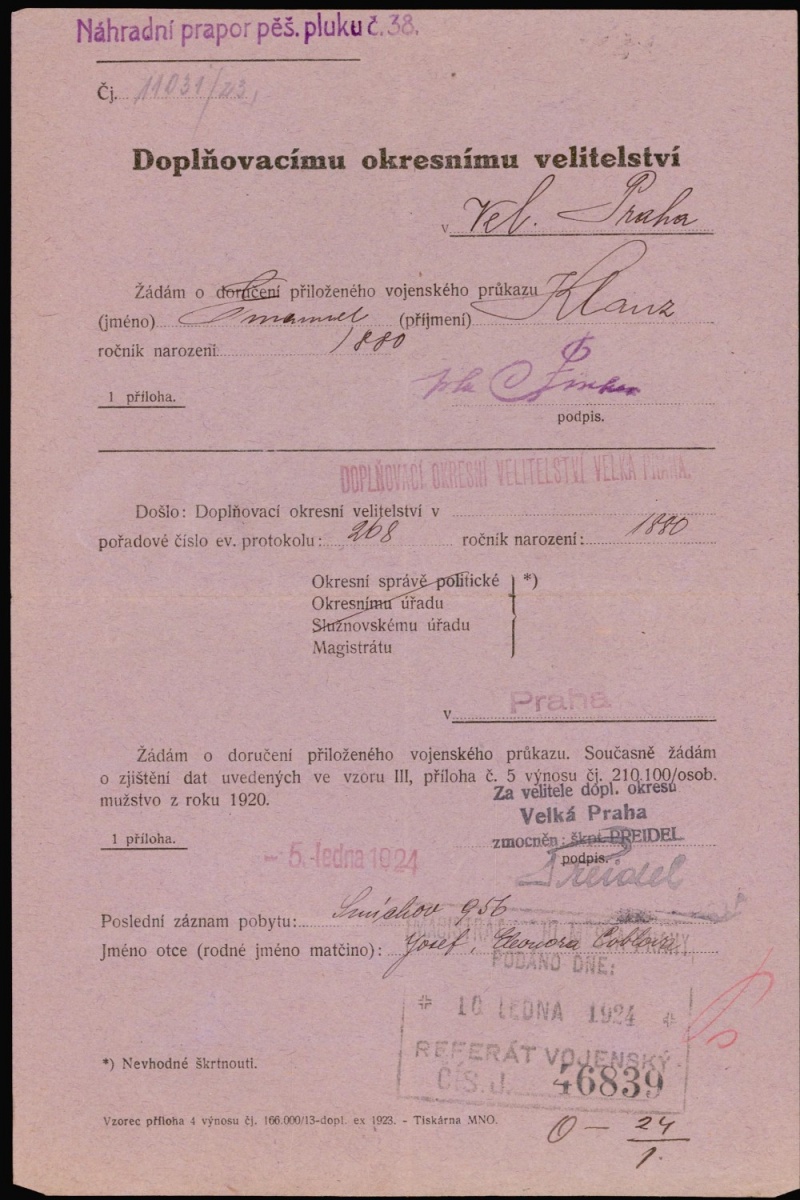 Náhradní prapor pěš. pluku č. 38.
Čj. 11031/23,
Doplňovacímu okresnímu velitelství
v Vel. Praha
Žádám o doručení přiloženého vojenského průkazu
(jméno) Emanuel (příjmení) Klanz
ročník narození 1880
1 příloha.
podpis.
DOPLŇOVACÍ OKRESNÍ VELITELSTVÍ VELKÁ PRAHA.
Došlo: Doplňovací okresní velitelství v
pořadové číslo ev. protokolu: 268 ročník narození: 1880
Okresní správě politické *)
Okresnímu úřadu
Služnovskému úřadu
Magistrátu
v Praha
Žádám o doručení přiloženého vojenského průkazu. Současně žádám
o zjištění dat uvedených ve vzoru III, příloha č. 5 výnosu čj. 210.100/osob.
mužstvo z roku 1920.
Za velitele dopl. okresu
Velká Praha
1 příloha.
zmocněn: škpt. PREIDEL
- 5. ledna 1924
podpis.
Preidel
Poslední záznam pobytu: Smíchov 956
Jméno otce (rodné jméno matčino): Josef, Eleonora
PODÁNO DNE:
* 10 LEDNA 1924 *
REFERÁT VOJENSKÝ
*) Nevhodné škrtnouti.
ČÍS. J. 46839
Vzorec příloha 4 výnosu čj. 166.000/13-dopl. ex 1923. - Tiskárna MNO.
O — 24
1.